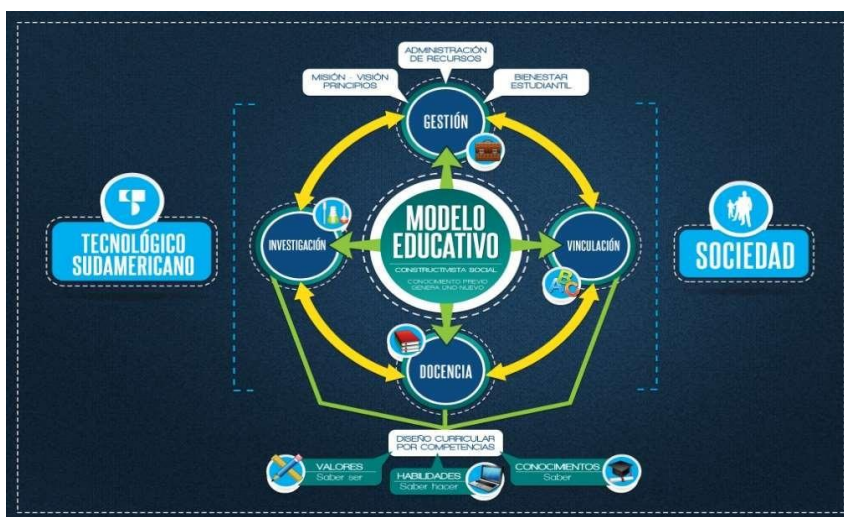 ADMINISTRACIÓN
DE RECURSOS
MISIÓN - VISIÓN
PRINCIPIOS
BIENESTAR
ESTUDIANTIL
GESTIÓN
TECNOLÓGICO
SUDAMERICANO
INVESTIGACIÓN
MODELO
EDUCATIVO
CONSTRUCTIVISTA SOCIAL
CONOCIMIENTO PREVIO
GENERA UNO NUEVO
VINCULACIÓN
A B C
SOCIEDAD
DOCENCIA
DISEÑO CURRICULAR
POR COMPETENCIAS
VALORES
Saber ser
HABILIDADES
Saber hacer
CONOCIMIENTOS
Saber